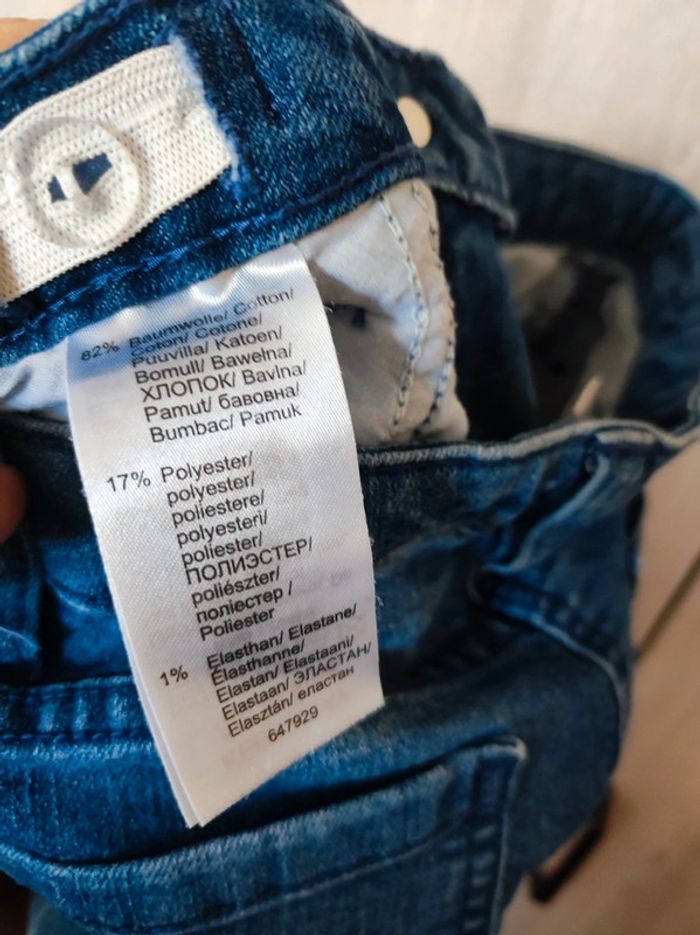 82% Baumwolle/ Cotton/
Coton/ Cotone/
Puuvilla/ Katoen/
Bomull/ Bawełna/
ХЛОПОК/ Bavlna/
Pamut/ бавовна/
Bumbac/ Pamuk
17% Polyester/
polyester/
poliestere/
polyesteri/
poliester/
ПОЛИЭСТЕР/
poliészter/
поліестер /
Poliester
1% Elasthan/ Elastane/
Élasthanne/
Elastan/ Elastaani/
Elastaan/ ЭЛАСТАН/
Elasztán/ еластан
647929